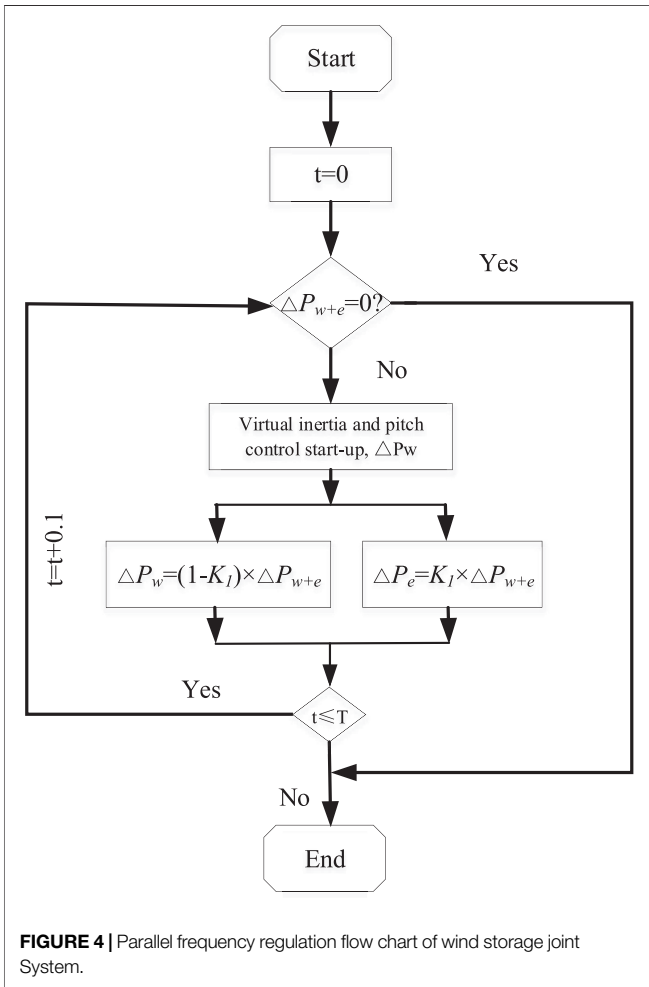 Start
t=0
Yes
△Pw+e=0?
No
Virtual inertia and pitch
control start-up, △Pw
t=t+0.1
△Pw=(1-K1)×△Pw+e
△Pe=K1×△Pw+e
Yes
t≤T
No
End
FIGURE 4 | Parallel frequency regulation flow chart of wind storage joint
System.